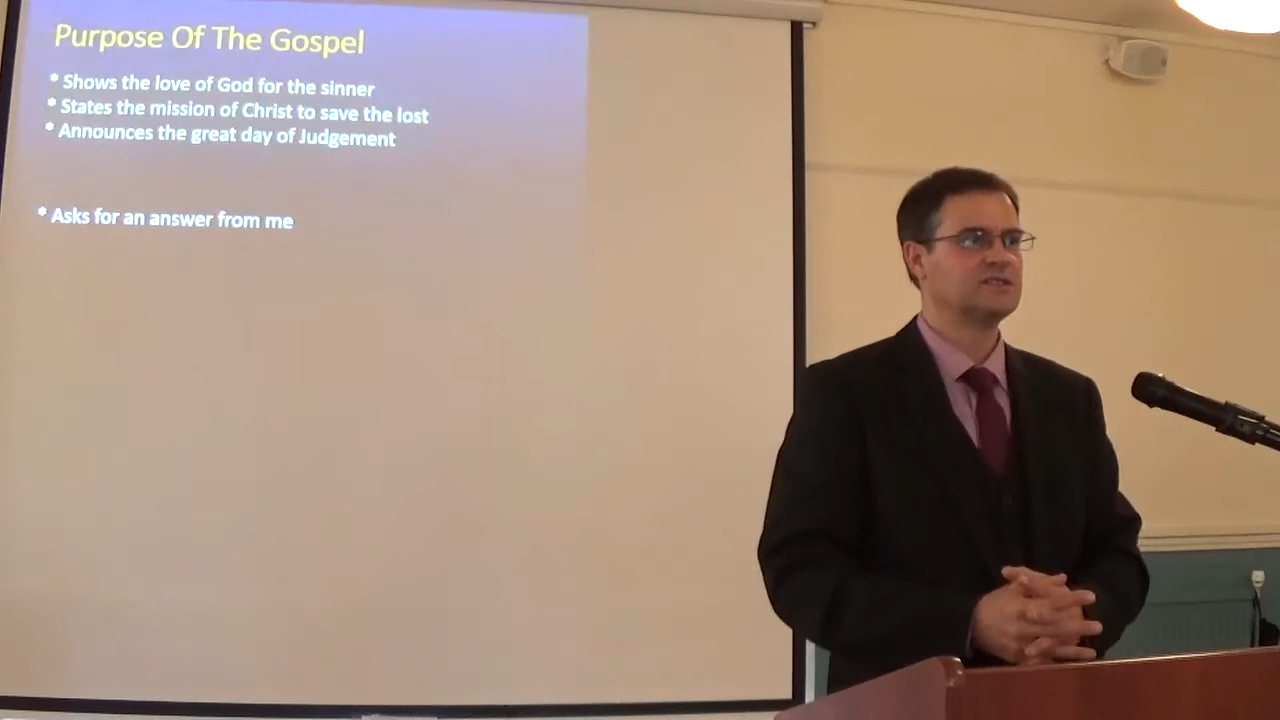 Purpose Of The Gospel
* Shows the love of God for the sinner
* States the mission of Christ to save the lost
* Announces the great day of Judgement
* Asks for an answer from me